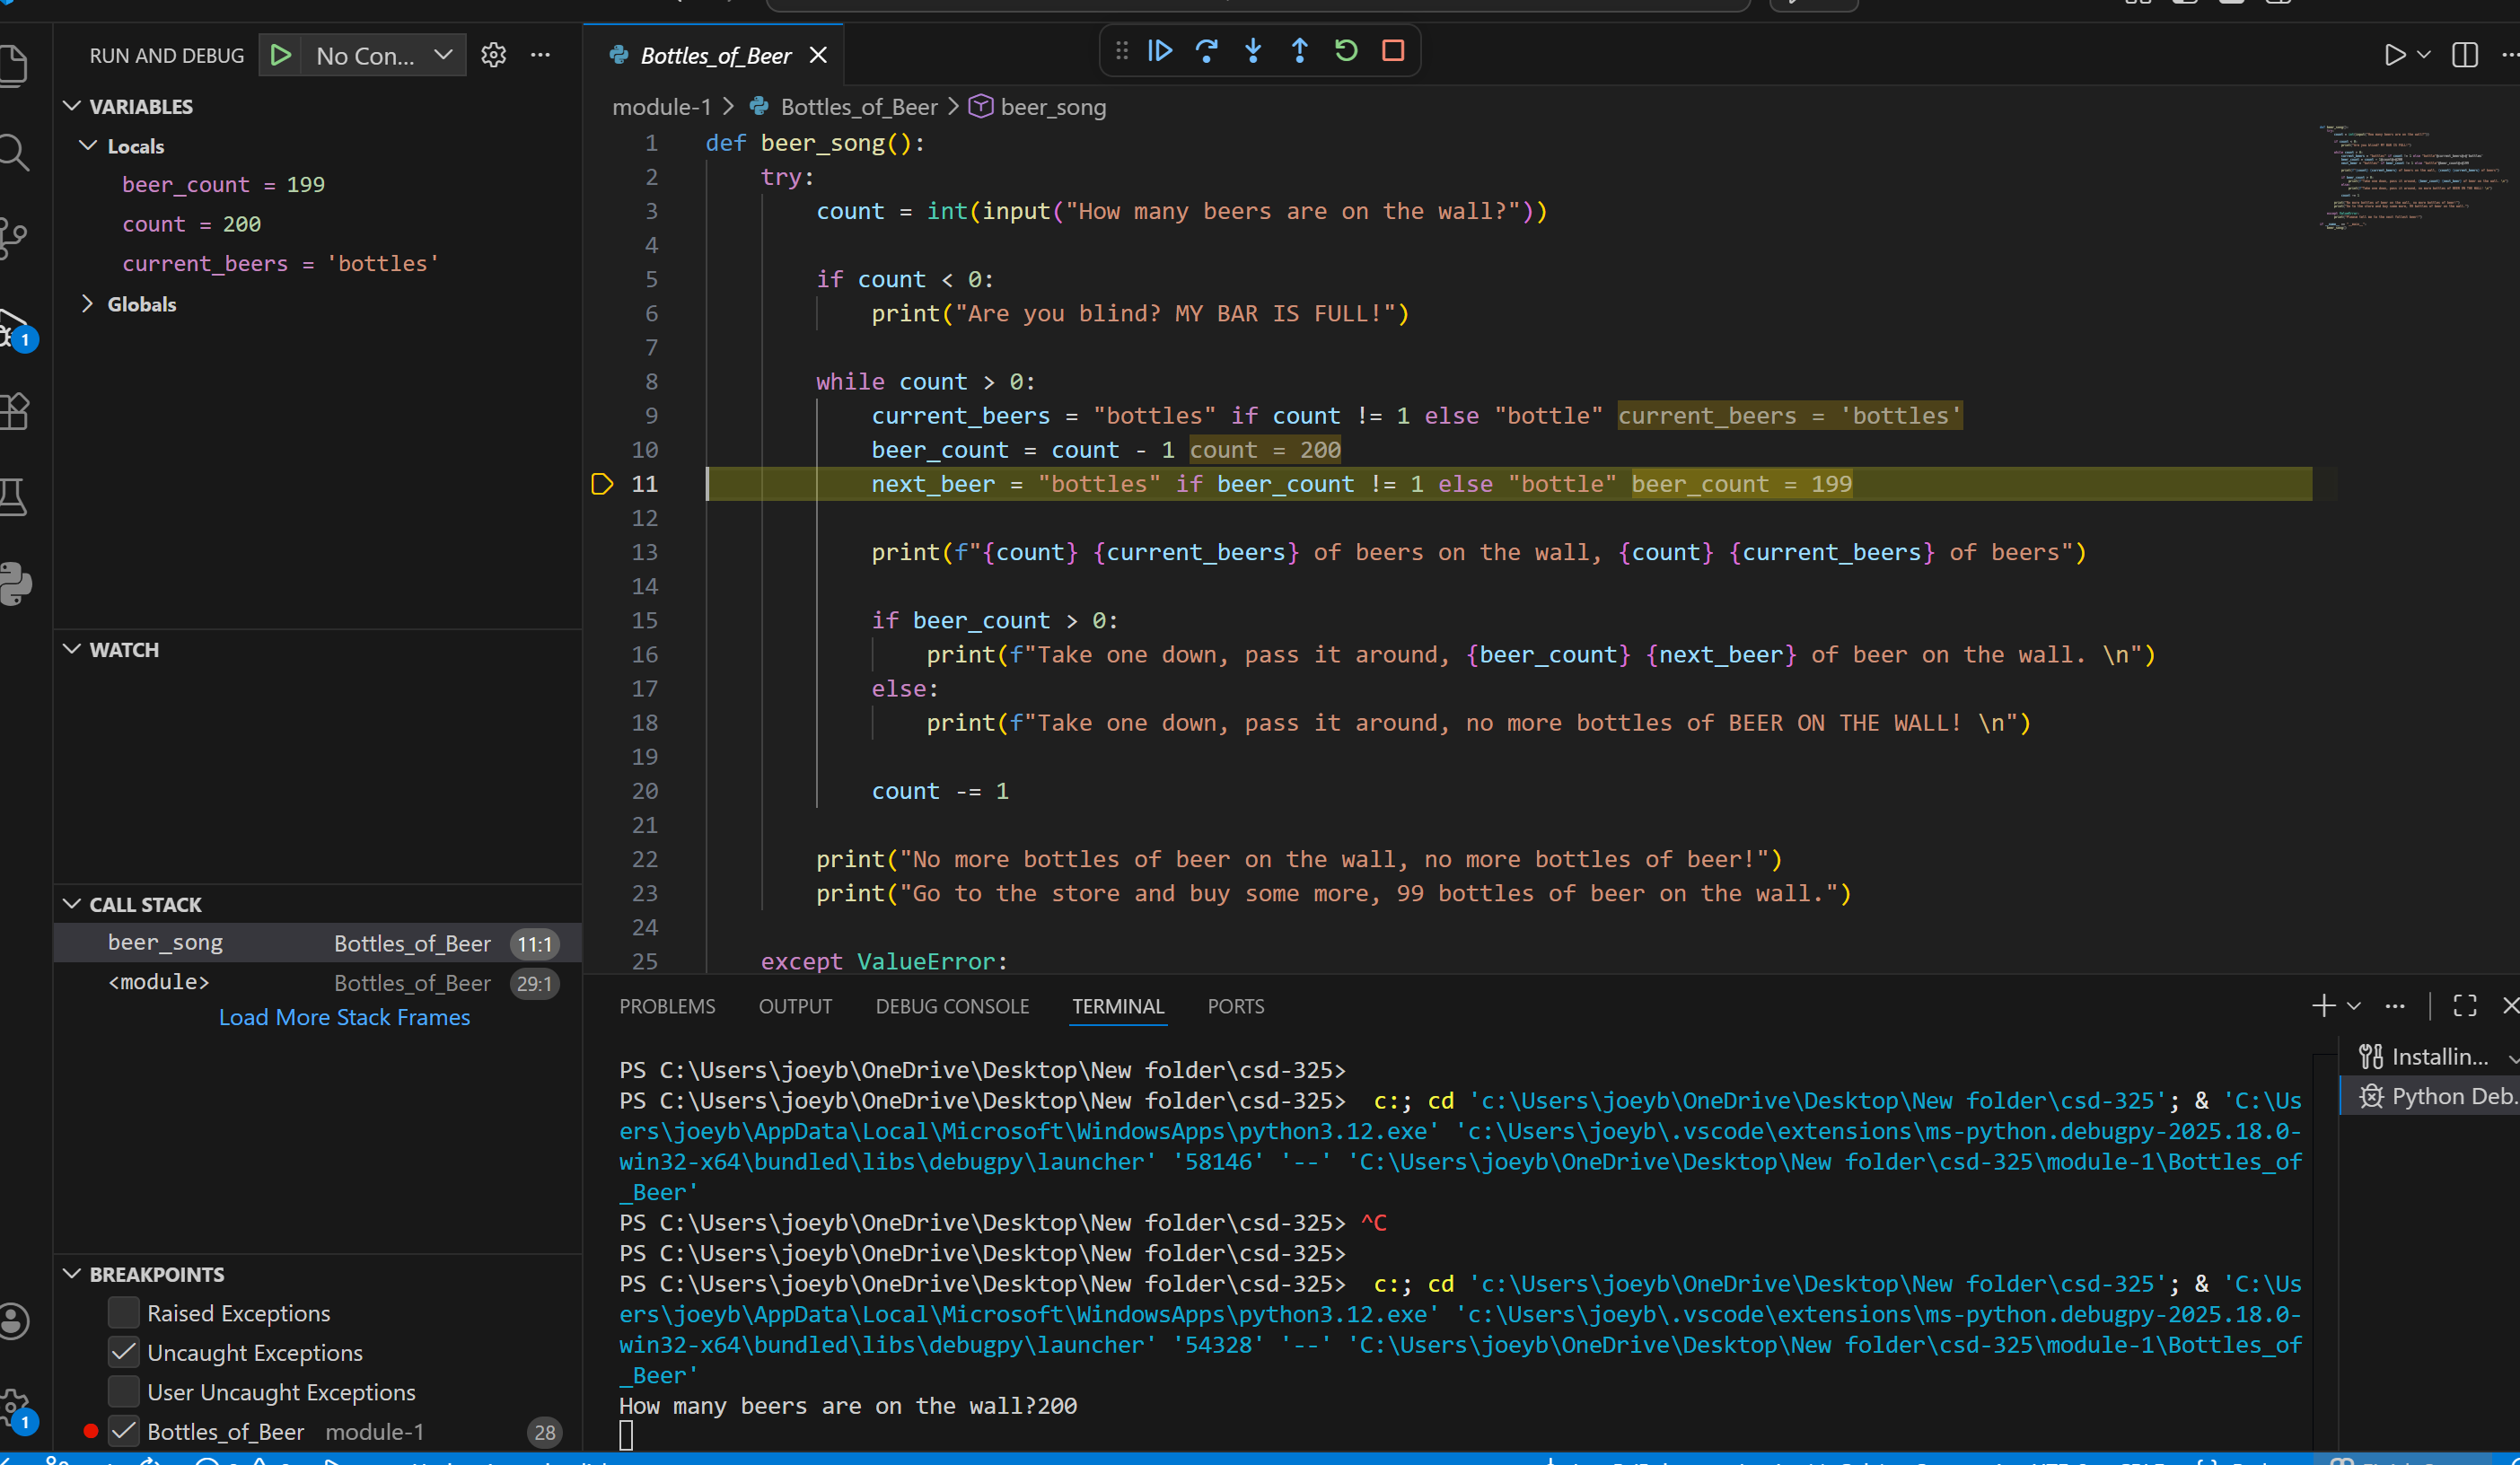 RUN AND DEBUG
No Con...
VARIABLES
Locals
beer_count = 199
count = 200
current_beers = 'bottles'
Globals
1
WATCH
CALL STACK
beer_song Bottles_of_Beer 11:1
<module> Bottles_of_Beer 29:1
Load More Stack Frames
BREAKPOINTS
Raised Exceptions
Uncaught Exceptions
User Uncaught Exceptions
1
Bottles_of_Beer module-1 28
Bottles_of_Beer
module-1 > Bottles_of_Beer > beer_song
1 def beer_song():
2 try:
3 count = int(input("How many beers are on the wall?"))
4
5 if count < 0:
6 print("Are you blind? MY BAR IS FULL!")
7
8 while count > 0:
9 current_beers = "bottles" if count != 1 else "bottle" current_beers = 'bottles'
10 beer_count = count - 1 count = 200
11 next_beer = "bottles" if beer_count != 1 else "bottle" beer_count = 199
12
13 print(f"{count} {current_beers} of beers on the wall, {count} {current_beers} of beers")
14
15 if beer_count > 0:
16 print(f"Take one down, pass it around, {beer_count} {next_beer} of beer on the wall. \n")
17 else:
18 print(f"Take one down, pass it around, no more bottles of BEER ON THE WALL! \n")
19
20 count -= 1
21
22 print("No more bottles of beer on the wall, no more bottles of beer!")
23 print("Go to the store and buy some more, 99 bottles of beer on the wall.")
24
25 except ValueError:
PROBLEMS OUTPUT DEBUG CONSOLE TERMINAL PORTS
PS C:\Users\joeyb\OneDrive\Desktop\New folder\csd-325>
PS C:\Users\joeyb\OneDrive\Desktop\New folder\csd-325>  c:; cd 'c:\Users\joeyb\OneDrive\Desktop\New folder\csd-325'; & 'C:\Us
ers\joeyb\AppData\Local\Microsoft\WindowsApps\python3.12.exe' 'c:\Users\joeyb\.vscode\extensions\ms-python.debugpy-2025.18.0-
win32-x64\bundled\libs\debugpy\launcher' '58146' '--' 'C:\Users\joeyb\OneDrive\Desktop\New folder\csd-325\module-1\Bottles_of
_Beer'
PS C:\Users\joeyb\OneDrive\Desktop\New folder\csd-325> ^C
PS C:\Users\joeyb\OneDrive\Desktop\New folder\csd-325>
PS C:\Users\joeyb\OneDrive\Desktop\New folder\csd-325>  c:; cd 'c:\Users\joeyb\OneDrive\Desktop\New folder\csd-325'; & 'C:\Us
ers\joeyb\AppData\Local\Microsoft\WindowsApps\python3.12.exe' 'c:\Users\joeyb\.vscode\extensions\ms-python.debugpy-2025.18.0-
win32-x64\bundled\libs\debugpy\launcher' '54328' '--' 'C:\Users\joeyb\OneDrive\Desktop\New folder\csd-325\module-1\Bottles_of
_Beer'
How many beers are on the wall?200
Installin...
Python Deb...